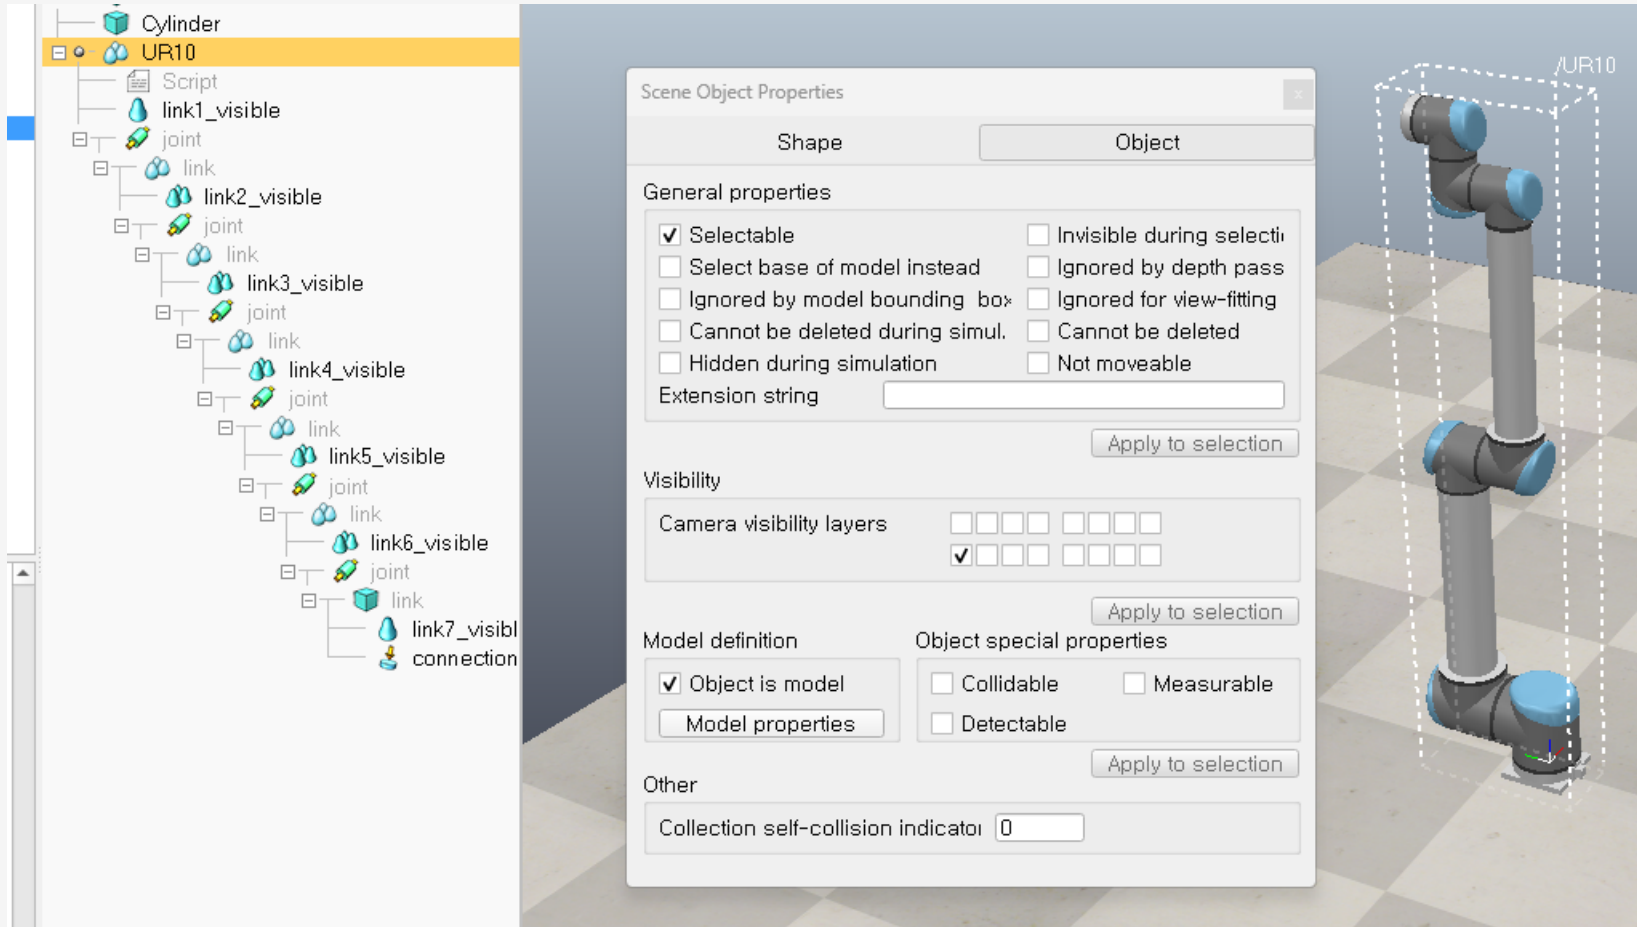 Cylinder
UR10
Script
link1_visible
joint
link
link2_visible
joint
link
link3_visible
joint
link
link4_visible
joint
link
link5_visible
joint
link
link6_visible
joint
link
link7_visibl
connection
Scene Object Properties
x
Shape Object
General properties
Selectable Invisible during selecti
Select base of model instead Ignored by depth pass
Ignored by model bounding box Ignored for view-fitting
Cannot be deleted during simul. Cannot be deleted
Hidden during simulation Not moveable
Extension string
Apply to selection
Visibility
Camera visibility layers
Apply to selection
Model definition Object special properties
Object is model Collidable Measurable
Model properties Detectable
Apply to selection
Other
Collection self-collision indicator 0
/UR10